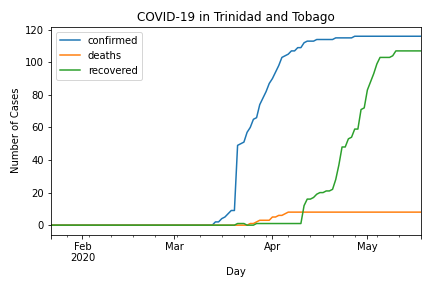 COVID-19 in Trinidad and Tobago
confirmed
deaths
recovered
Number of Cases
120
100
80
60
40
20
0
Feb
2020
Mar
Apr
May
Day